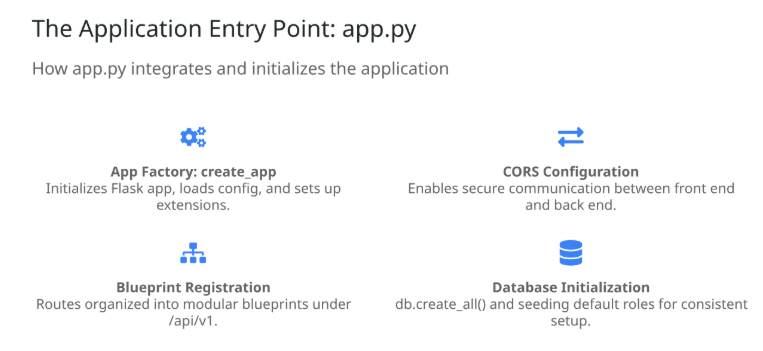 The Application Entry Point: app.py
How app.py integrates and initializes the application
App Factory: create_app
Initializes Flask app, loads config, and sets up
extensions.
CORS Configuration
Enables secure communication between front end
and back end.
Blueprint Registration
Routes organized into modular blueprints under
/api/v1.
Database Initialization
db.create_all() and seeding default roles for consistent
setup.